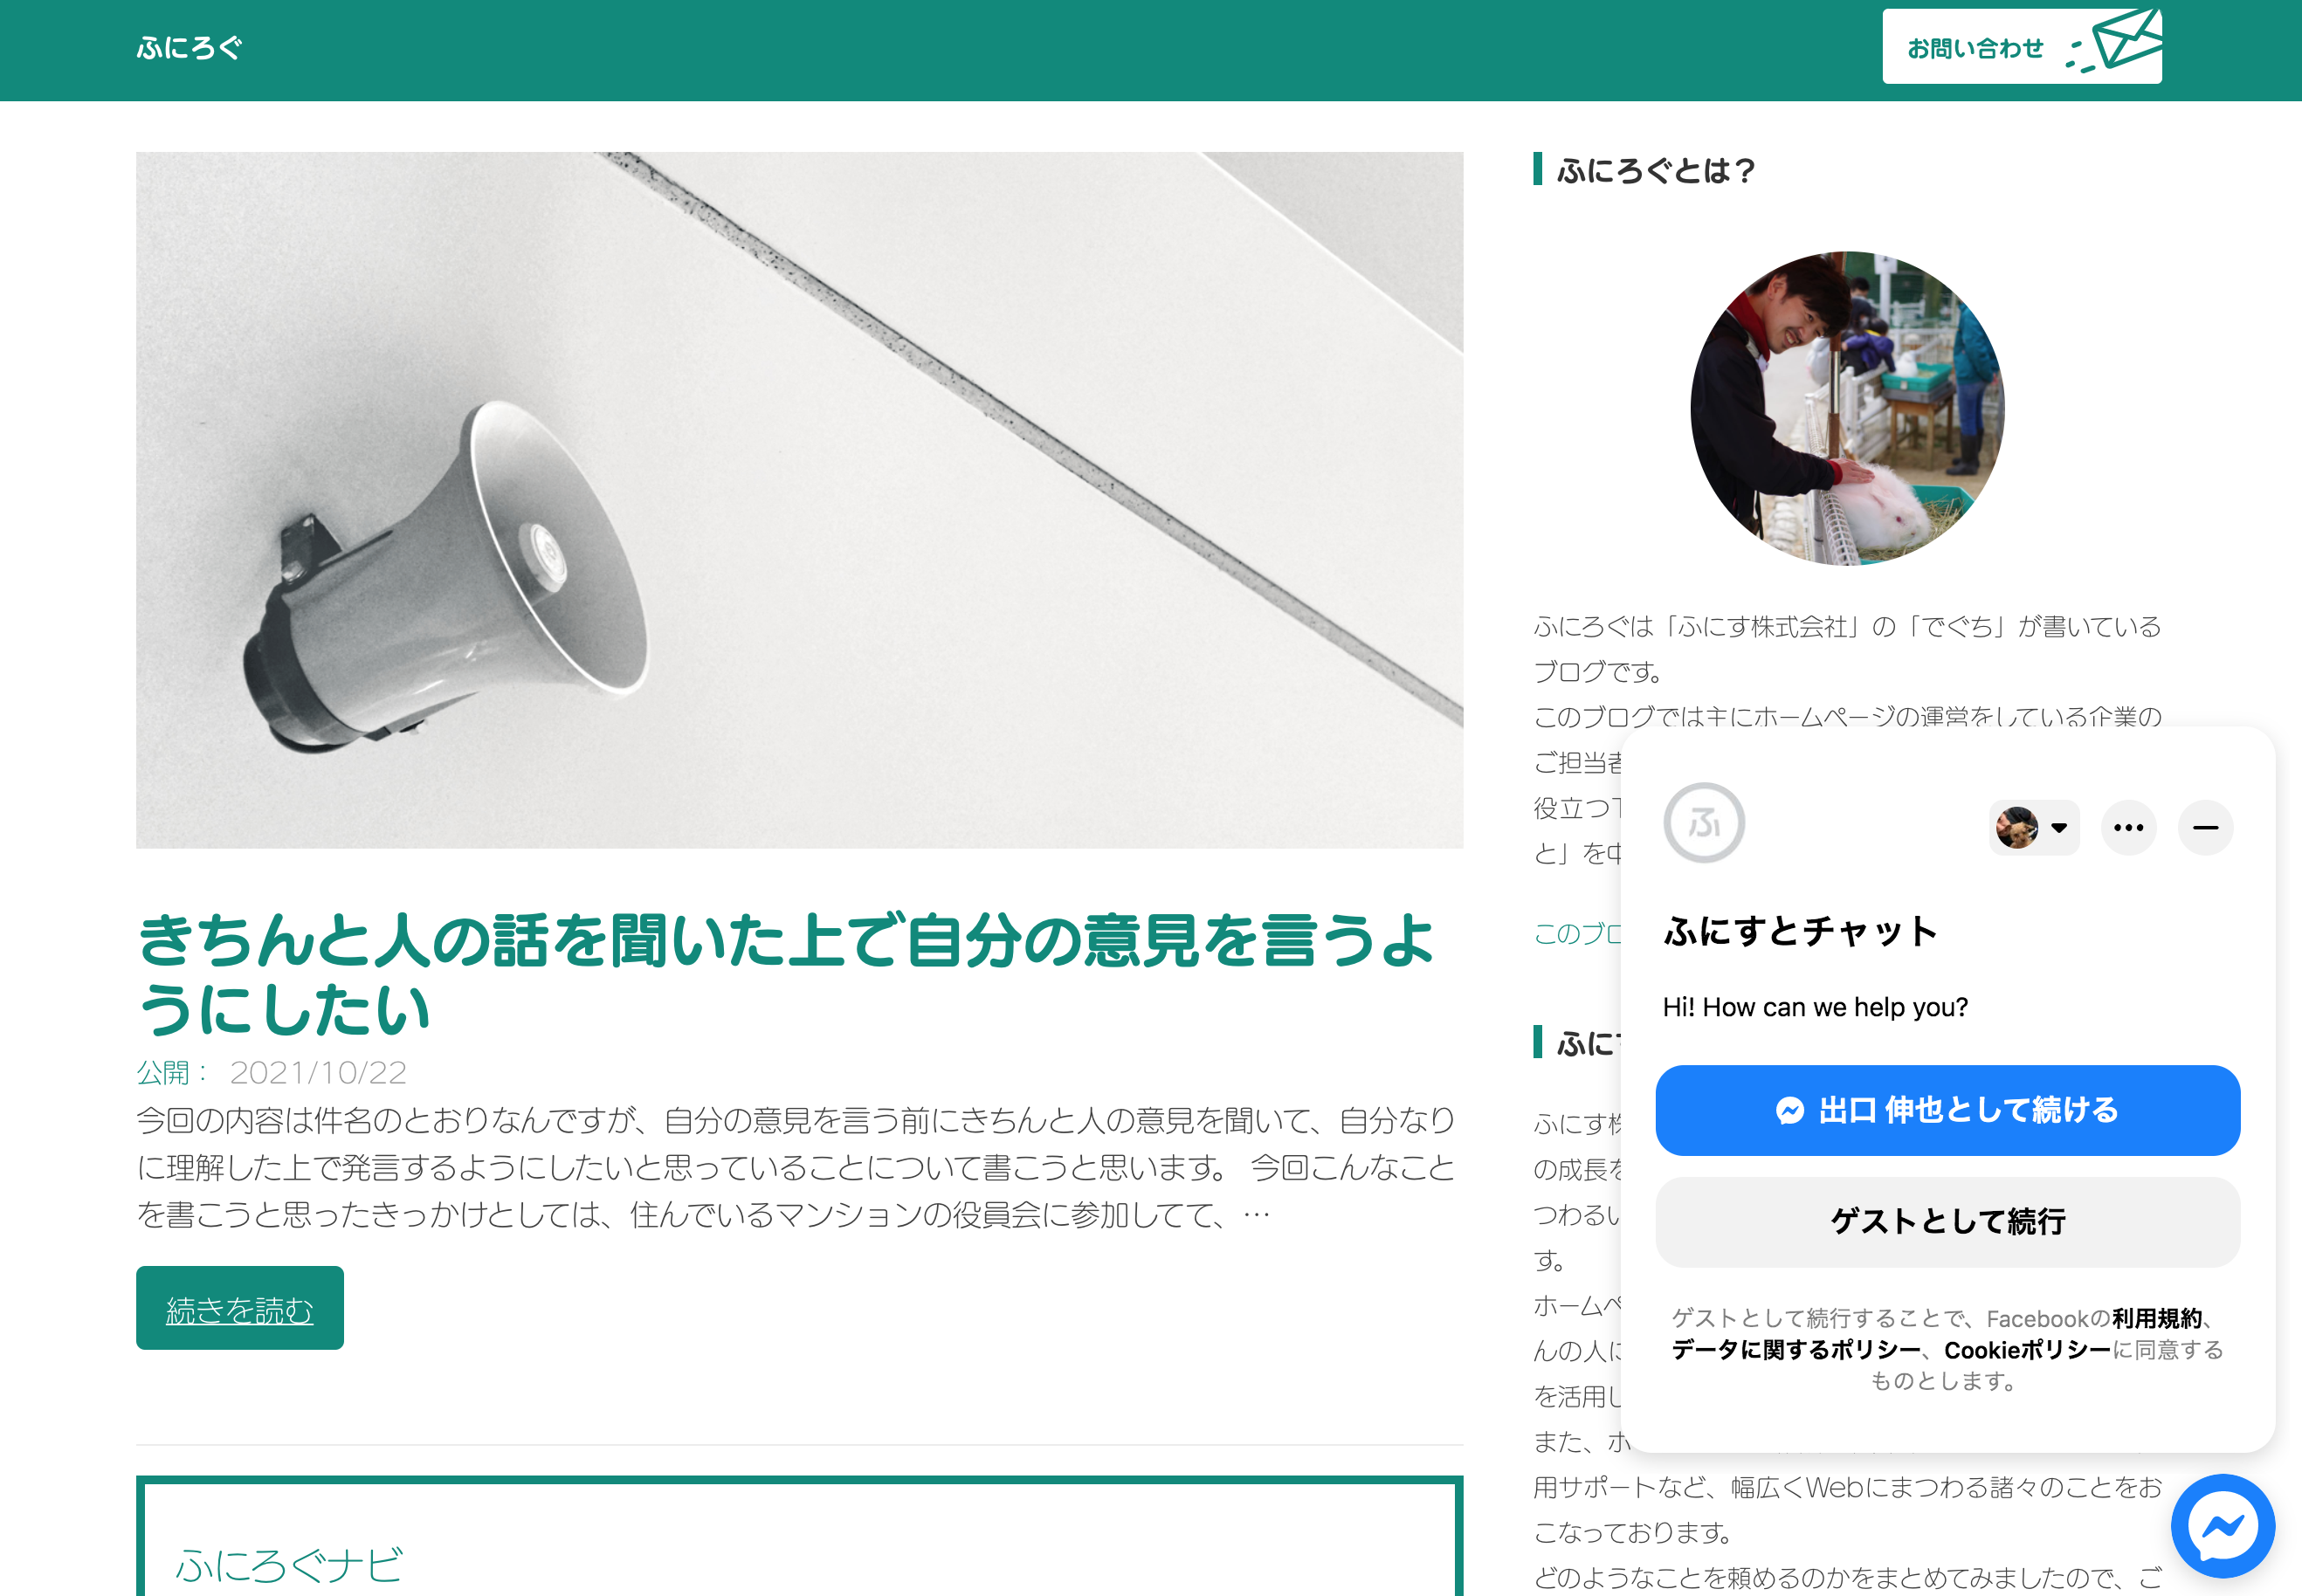 ふにろぐ
お問い合わせ
きちんと人の話を聞いた上で自分の意見を言うよ
うにしたい
公開： 2021/10/22
今回の内容は件名のとおりなんですが、自分の意見を言う前にきちんと人の意見を聞いて、自分なり
に理解した上で発言するようにしたいと思っていることについて書こうと思います。 今回こんなこと
を書こうと思ったきっかけとしては、住んでいるマンションの役員会に参加してて、…
続きを読む
ふにろぐナビ
ふにろぐとは？
ふにろぐは「ふにす株式会社」の「でぐち」が書いている
ブログです。
このブログでは主にホームページの運営をしている企業の
ご担当者
役立つ
と」を中
このブロ
ふに
ふにす株
の成長を
つわるい
す。
ホームペ
んの人に
を活用し
また、ホ
用サポートなど、幅広くWebにまつわる諸々のことをお
こなっております。
どのようなことを頼めるのかをまとめてみましたので、ご
ふ
ふにすとチャット
Hi! How can we help you?
出口 伸也として続ける
ゲストとして続行
ゲストとして続行することで、Facebookの利用規約、
データに関するポリシー、Cookieポリシーに同意する
ものとします。